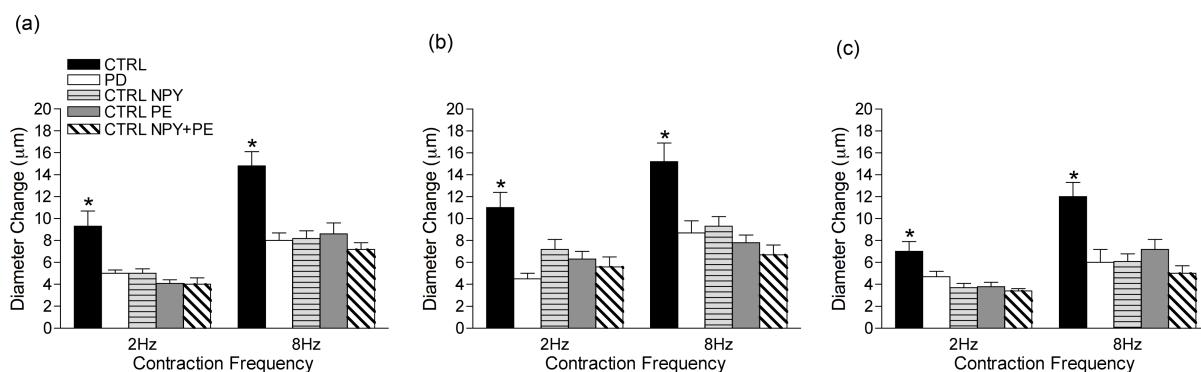 (a)
CTRL
PD
CTRL NPY
CTRL PE
CTRL NPY+PE
Diameter Change (μm)
20
18
16
14
12
10
8
6
4
2
0
*
*
2Hz 8Hz
Contraction Frequency
(b)
Diameter Change (μm)
20
18
16
14
12
10
8
6
4
2
0
*
*
2Hz 8Hz
Contraction Frequency
(c)
Diameter Change (μm)
20
18
16
14
12
10
8
6
4
2
0
*
*
2Hz 8Hz
Contraction Frequency